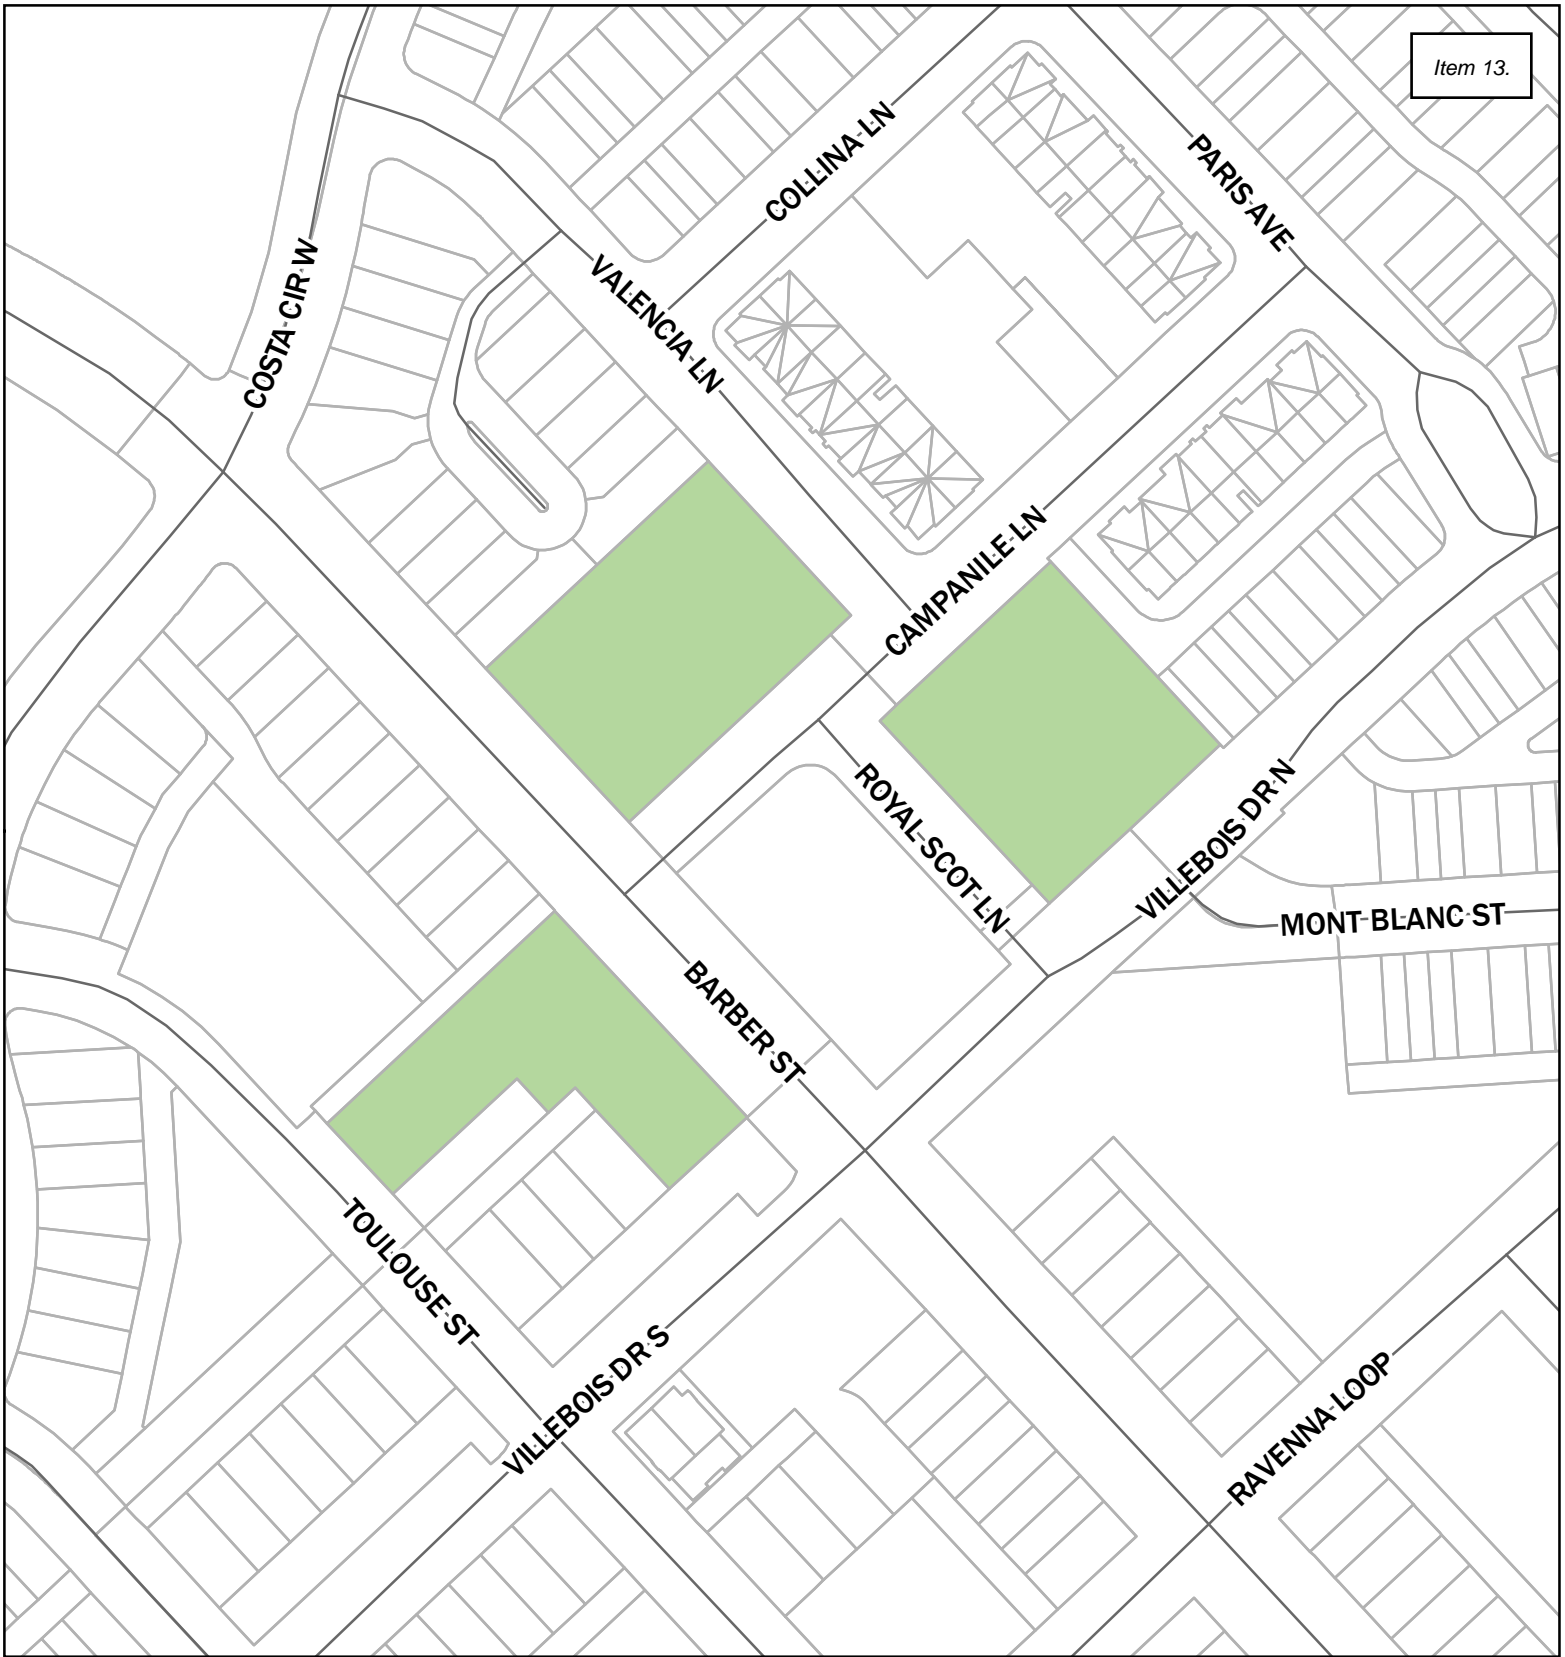 Item 13.
COLLINA LN
PARIS AVE
COSTA CIR W
VALENCIA LN
CAMPANILE LN
ROYAL SCOT LN
VILLEBOIS DR N
MONT BLANC ST
BARBER ST
TOULOUSE ST
VILLEBOIS DR S
RAVENNA LOOP